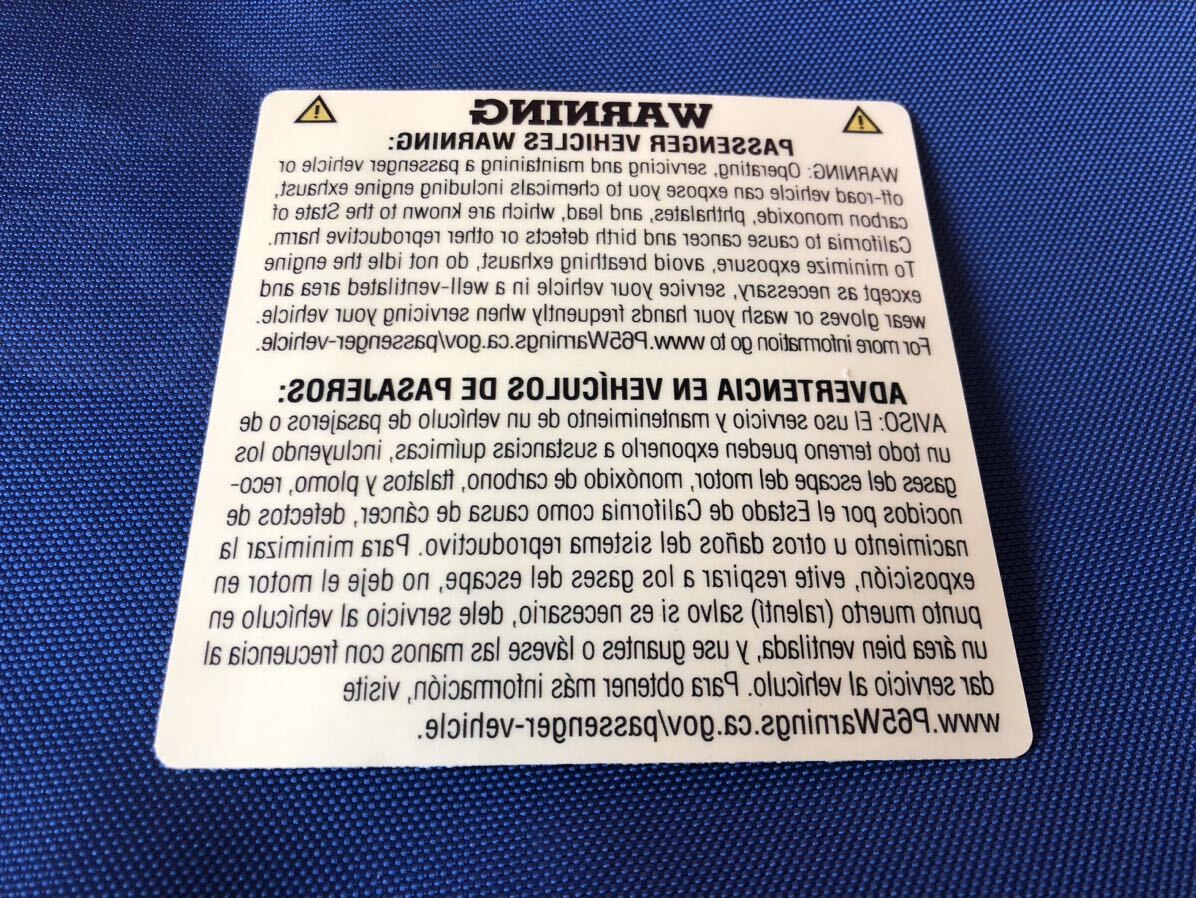 WARNING
PASSENGER VEHICLES WARNING:
WARNING: Operating, servicing and maintaining a passenger vehicle or
off-road vehicle can expose you to chemicals including engine exhaust,
carbon monoxide, phthalates, and lead, which are known to the State of
California to cause cancer and birth defects or other reproductive harm.
To minimize exposure, avoid breathing exhaust, do not idle the engine
except as necessary, service your vehicle in a well-ventilated area and
wear gloves or wash your hands frequently when servicing your vehicle.
For more information go to www.P65Warnings.ca.gov/passenger-vehicle.
ADVERTENCIA EN VEHÍCULOS DE PASAJEROS:
AVISO: El uso servicio y mantenimiento de un vehículo de pasajeros o de
un todo terreno pueden exponerlo a sustancias químicas, incluyendo los
gases del escape del motor, monóxido de carbono, ftalatos y plomo, reco-
nocidos por el Estado de California como causa de cáncer, defectos de
nacimiento u otros daños del sistema reproductivo. Para minimizar la
exposición, evite respirar a los gases del escape, no deje el motor en
punto muerto (ralentí) salvo si es necesario, dele servicio al vehículo en
un área bien ventilada, y use guantes o lávese las manos con frecuencia al
dar servicio al vehículo. Para obtener más información, visite
www.P65Warnings.ca.gov/passenger-vehicle.